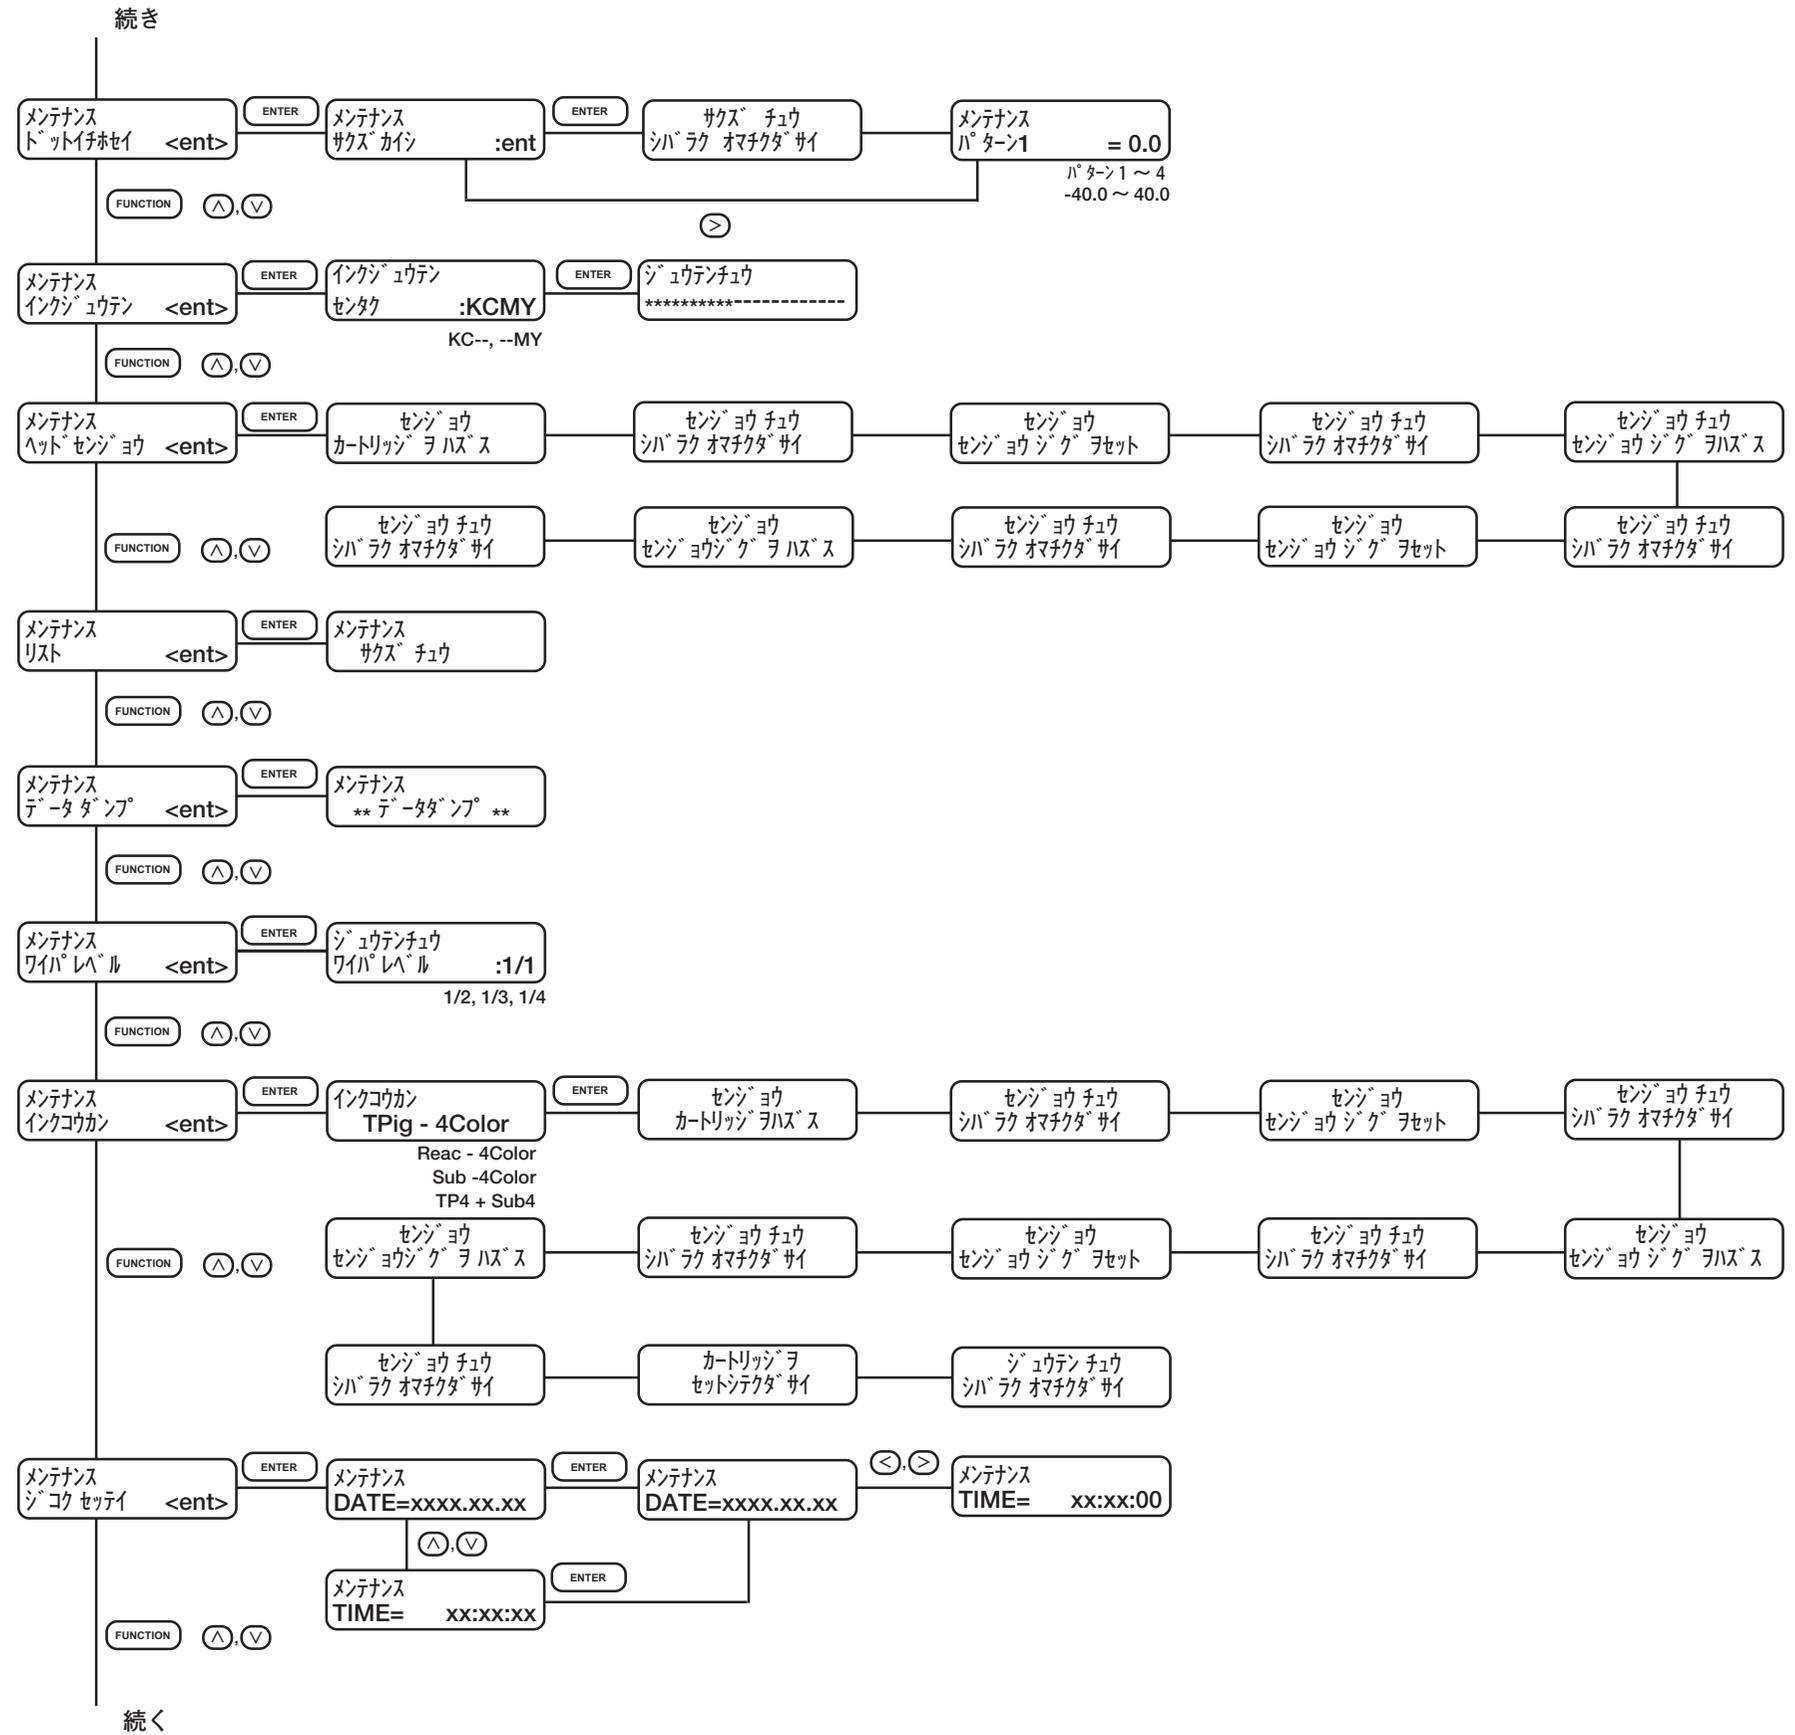 続き
ﾒﾝﾃﾅﾝｽ
ﾄﾞｯﾄｲﾁﾎｾｲ <ent>
ENTER
ﾒﾝﾃﾅﾝｽ
ｻｸｽﾞｶｲｼ :ent
ENTER
ｻｸｽﾞ ﾁｭｳ
ｼﾊﾞﾗｸ ｵﾏﾁｸﾀﾞｻｲ
ﾒﾝﾃﾅﾝｽ
ﾊﾟﾀｰﾝ1 = 0.0
ﾊﾟﾀｰﾝ 1 ～ 4
-40.0 ～ 40.0
FUNCTION ∧,∨
>
ﾒﾝﾃﾅﾝｽ
ｲﾝｸｼﾞｭｳﾃﾝ <ent>
ENTER
ｲﾝｸｼﾞｭｳﾃﾝ
ｾﾝﾀｸ :KCMY
KC--, --MY
ENTER
ｼﾞｭｳﾃﾝﾁｭｳ
**********-------------
FUNCTION ∧,∨
ﾒﾝﾃﾅﾝｽ
ﾍｯﾄﾞｾﾝｼﾞｮｳ <ent>
ENTER
ｾﾝｼﾞｮｳ
ｶｰﾄﾘｯｼﾞ ｦ ﾊｽﾞｽ
ｾﾝｼﾞｮｳ ﾁｭｳ
ｼﾊﾞﾗｸ ｵﾏﾁｸﾀﾞｻｲ
ｾﾝｼﾞｮｳ
ｾﾝｼﾞｮｳ ｼﾞｸﾞ ｦｾｯﾄ
ｾﾝｼﾞｮｳ ﾁｭｳ
ｼﾊﾞﾗｸ ｵﾏﾁｸﾀﾞｻｲ
ｾﾝｼﾞｮｳ ﾁｭｳ
ｾﾝｼﾞｮｳ ｼﾞｸﾞ ｦﾊｽﾞｽ
FUNCTION ∧,∨
ｾﾝｼﾞｮｳ ﾁｭｳ
ｼﾊﾞﾗｸ ｵﾏﾁｸﾀﾞｻｲ
ｾﾝｼﾞｮｳ
ｾﾝｼﾞｮｳｼﾞｸﾞ ｦ ﾊｽﾞｽ
ｾﾝｼﾞｮｳ ﾁｭｳ
ｼﾊﾞﾗｸ ｵﾏﾁｸﾀﾞｻｲ
ｾﾝｼﾞｮｳ
ｾﾝｼﾞｮｳ ｼﾞｸﾞ ｦｾｯﾄ
ｾﾝｼﾞｮｳ ﾁｭｳ
ｼﾊﾞﾗｸ ｵﾏﾁｸﾀﾞｻｲ
ﾒﾝﾃﾅﾝｽ
ﾘｽﾄ <ent>
ENTER
ﾒﾝﾃﾅﾝｽ
ｻｸｽﾞ ﾁｭｳ
FUNCTION ∧,∨
ﾒﾝﾃﾅﾝｽ
ﾃﾞｰﾀ ﾀﾞﾝﾌﾟ <ent>
ENTER
ﾒﾝﾃﾅﾝｽ
** ﾃﾞｰﾀﾀﾞﾝﾌﾟ **
FUNCTION ∧,∨
ﾒﾝﾃﾅﾝｽ
ﾜｲﾊﾟ ﾚﾍﾞﾙ <ent>
ENTER
ｼﾞｭｳﾃﾝﾁｭｳ
ﾜｲﾊﾟ ﾚﾍﾞﾙ :1/1
1/2, 1/3, 1/4
FUNCTION ∧,∨
ﾒﾝﾃﾅﾝｽ
ｲﾝｸｺｳｶﾝ <ent>
ENTER
ｲﾝｸｺｳｶﾝ
TPig - 4Color
Reac - 4Color
Sub -4Color
TP4 + Sub4
ENTER
ｾﾝｼﾞｮｳ
ｶｰﾄﾘｯｼﾞ ｦﾊｽﾞｽ
ｾﾝｼﾞｮｳ ﾁｭｳ
ｼﾊﾞﾗｸ ｵﾏﾁｸﾀﾞｻｲ
ｾﾝｼﾞｮｳ
ｾﾝｼﾞｮｳ ｼﾞｸﾞ ｦｾｯﾄ
ｾﾝｼﾞｮｳ ﾁｭｳ
ｼﾊﾞﾗｸ ｵﾏﾁｸﾀﾞｻｲ
FUNCTION ∧,∨
ｾﾝｼﾞｮｳ
ｾﾝｼﾞｮｳｼﾞｸﾞ ｦ ﾊｽﾞｽ
ｾﾝｼﾞｮｳ ﾁｭｳ
ｼﾊﾞﾗｸ ｵﾏﾁｸﾀﾞｻｲ
ｾﾝｼﾞｮｳ
ｾﾝｼﾞｮｳ ｼﾞｸﾞ ｦｾｯﾄ
ｾﾝｼﾞｮｳ ﾁｭｳ
ｼﾊﾞﾗｸ ｵﾏﾁｸﾀﾞｻｲ
ｾﾝｼﾞｮｳ
ｾﾝｼﾞｮｳ ｼﾞｸﾞ ｦﾊｽﾞｽ
ｾﾝｼﾞｮｳ ﾁｭｳ
ｼﾊﾞﾗｸ ｵﾏﾁｸﾀﾞｻｲ
ｶｰﾄﾘｯｼﾞｦ
ｾｯﾄｼﾃｸﾀﾞｻｲ
ｼﾞｭｳﾃﾝ ﾁｭｳ
ｼﾊﾞﾗｸ ｵﾏﾁｸﾀﾞｻｲ
ﾒﾝﾃﾅﾝｽ
ｼﾞｺｸ ｾｯﾃｲ <ent>
ENTER
ﾒﾝﾃﾅﾝｽ
DATE=xxxx.xx.xx
ENTER
ﾒﾝﾃﾅﾝｽ
DATE=xxxx.xx.xx
<,>
ﾒﾝﾃﾅﾝｽ
TIME= xx:xx:00
∧,∨
ﾒﾝﾃﾅﾝｽ
TIME= xx:xx:xx
ENTER
FUNCTION ∧,∨
続く